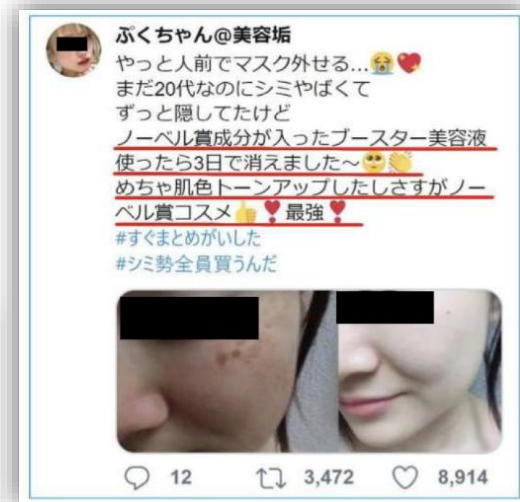 ぷくちゃん@美容垢
やっと人前でマスク外せる...😭💖
まだ20代なのにシミやばくて
ずっと隠してたけど
ノーベル賞成分が入ったブースター美容液
使ったら3日で消えました～🥺👏
めちゃ肌色トーンアップしたしさすがノー
ベル賞コスメ👍❣最強❣
#すぐまとめがいした
#シミ勢全員買うんだ
12 3,472 8,914